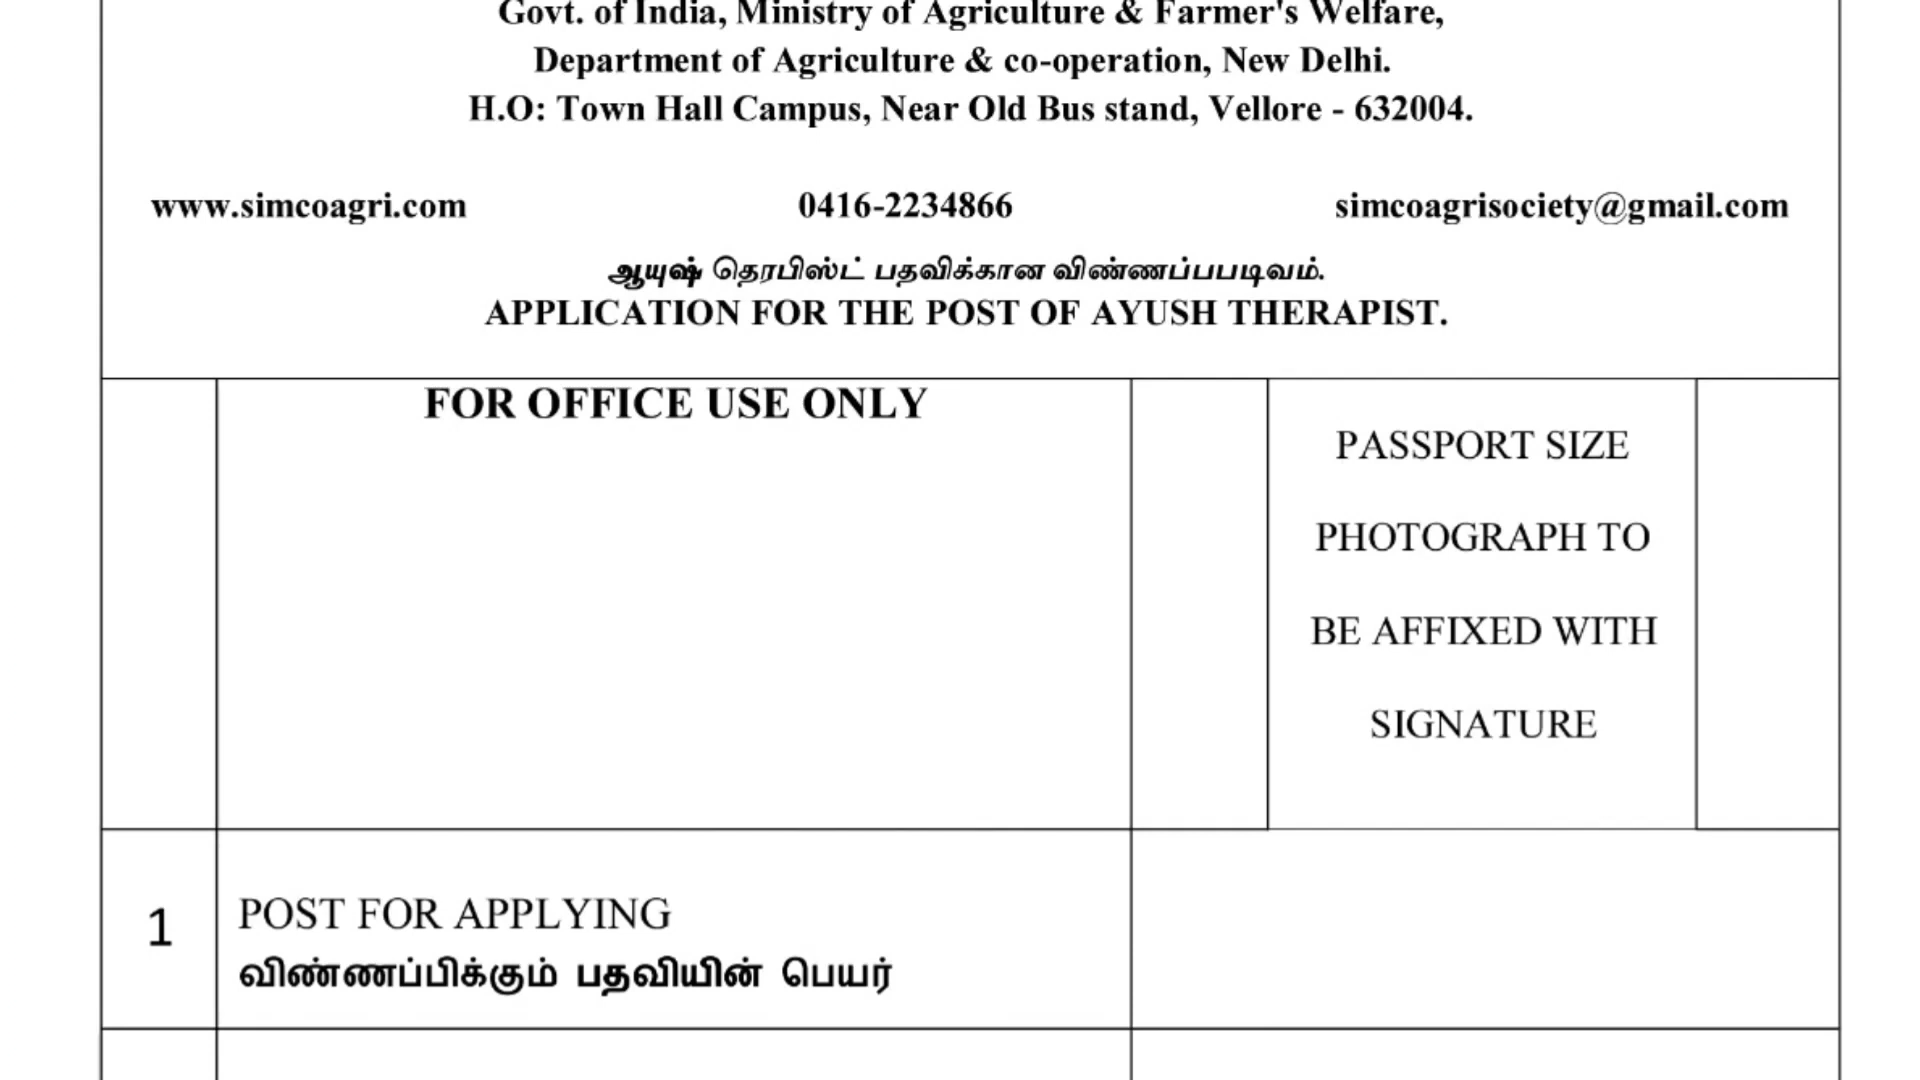 Govt. of India, Ministry of Agriculture & Farmer's Welfare,
Department of Agriculture & co-operation, New Delhi.
H.O: Town Hall Campus, Near Old Bus stand, Vellore - 632004.
www.simcoagri.com 0416-2234866 simcoagrisociety@gmail.com
ஆயுஷ் தெரபிஸ்ட் பதவிக்கான விண்ணப்பபடிவம்.
APPLICATION FOR THE POST OF AYUSH THERAPIST.
FOR OFFICE USE ONLY
PASSPORT SIZE
PHOTOGRAPH TO
BE AFFIXED WITH
SIGNATURE
1 POST FOR APPLYING
விண்ணப்பிக்கும் பதவியின் பெயர்